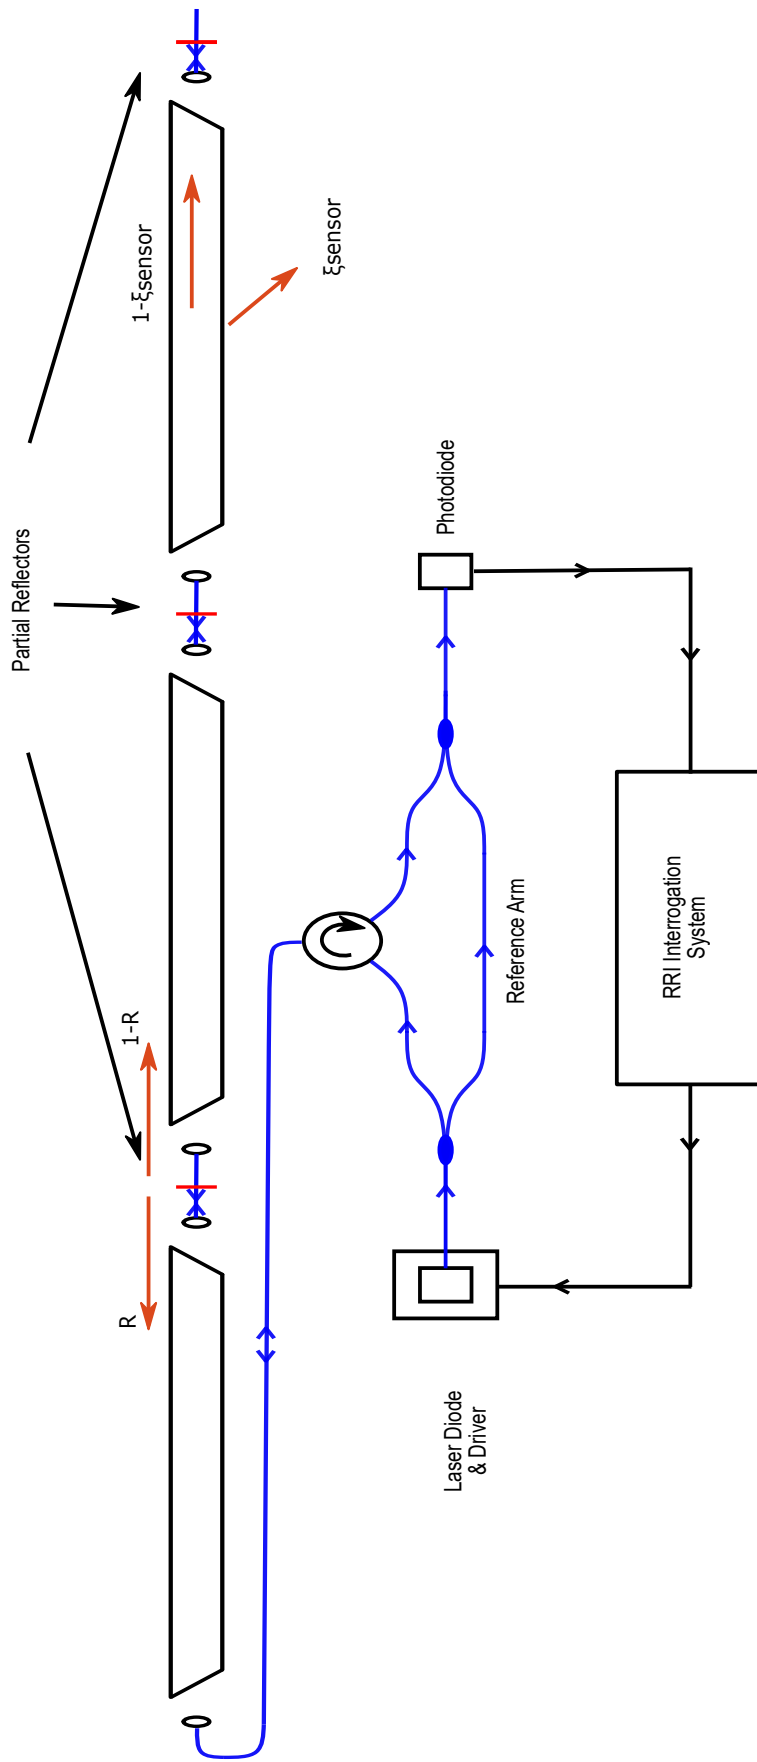 Partial Reflectors
R
1-R
1-ξsensor
ξsensor
Photodiode
Reference Arm
Laser Diode
& Driver
RRI Interrogation
System